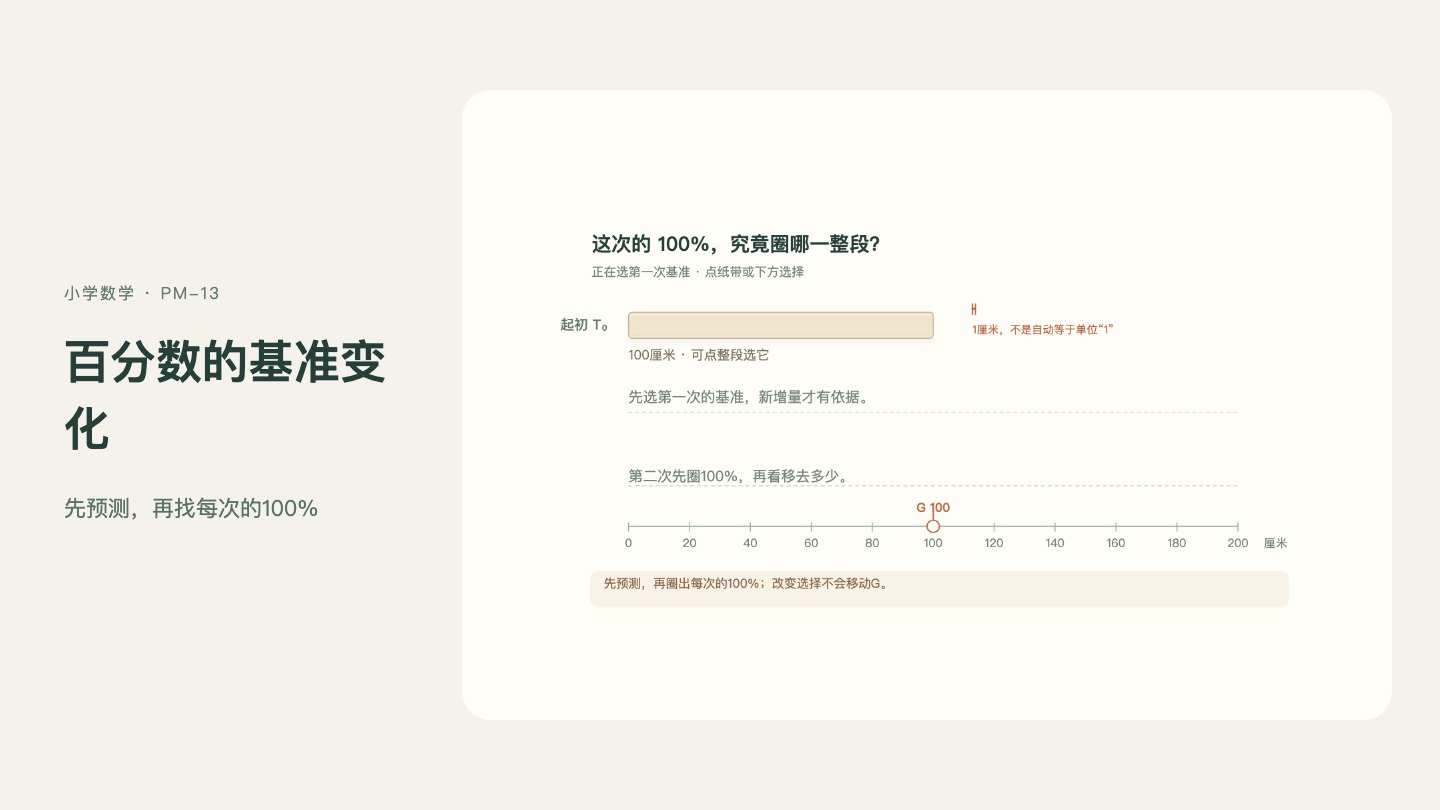 小学数学 · PM-13
百分数的基准变
化
先预测，再找每次的100%
这次的 100%，究竟圈哪一整段？
正在选第一次基准 · 点纸带或下方选择
起初 T₀
1厘米，不是自动等于单位“1”
100厘米 · 可点整段选它
先选第一次的基准，新增量才有依据。
第二次先圈100%，再看移去多少。
G 100
0 20 40 60 80 100 120 140 160 180 200 厘米
先预测，再圈出每次的100%；改变选择不会移动G。